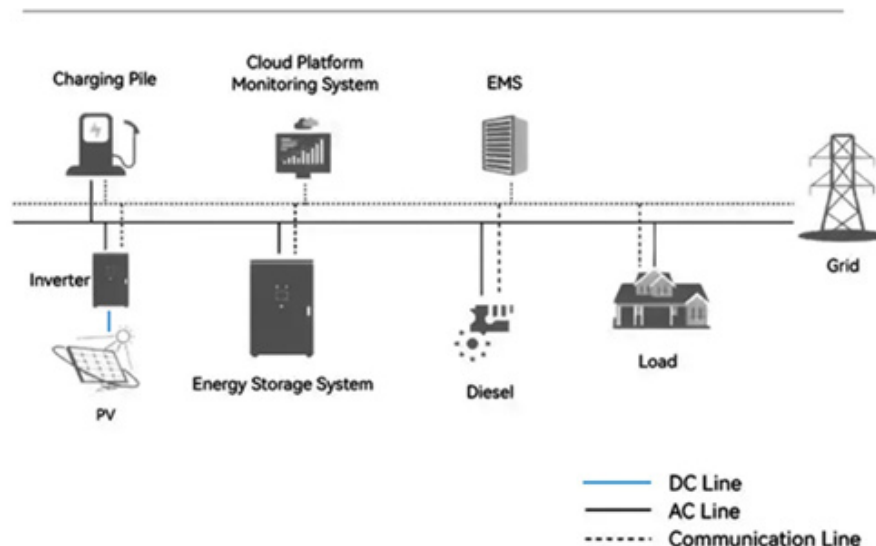 Charging Pile
Cloud Platform
Monitoring System
EMS
Inverter
Grid
Energy Storage System
Load
Diesel
PV
DC Line
AC Line
Communication Line